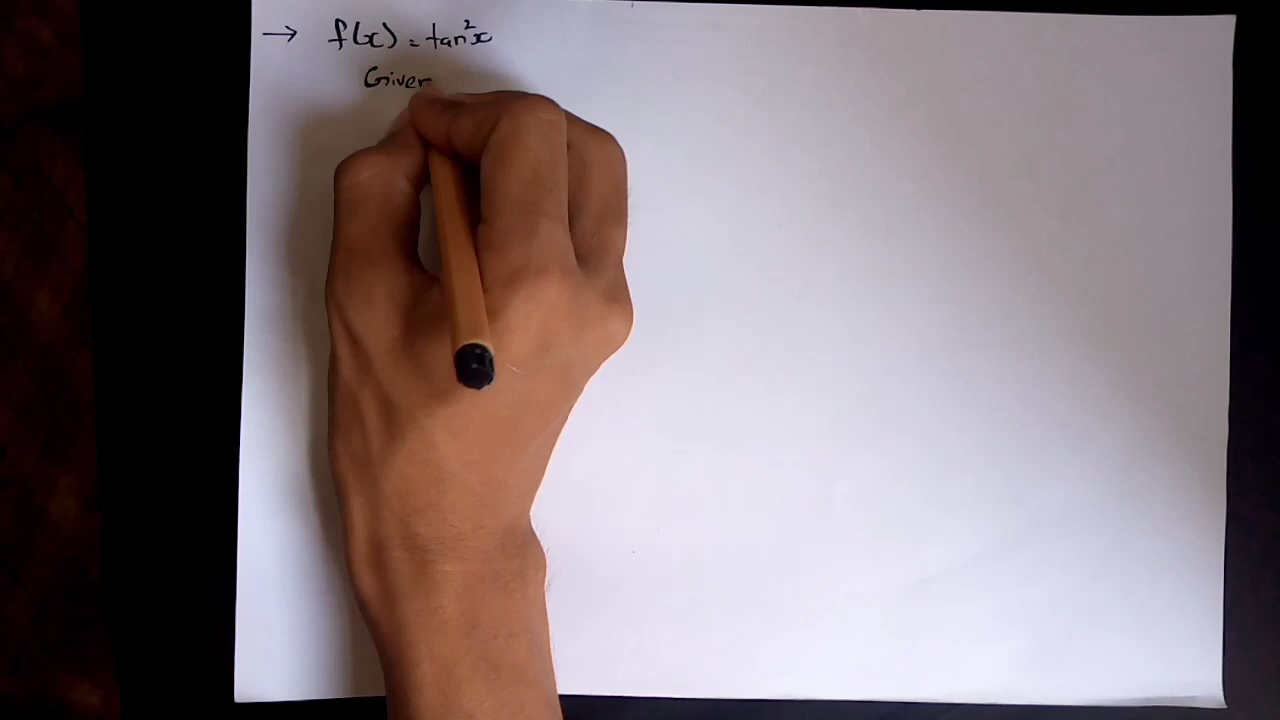 → f(x) = tan²x
Given